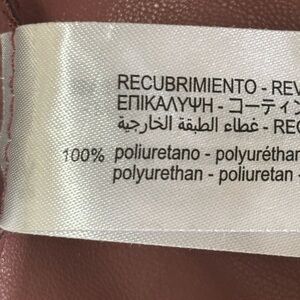 RECUBRIMIENTO - REV
ΕΠΙΚΑΛΥΨΗ - コーティン
غطاء الطبقة الخارجية - REC
100% poliuretano - polyuréthan
polyurethan - poliuretan -